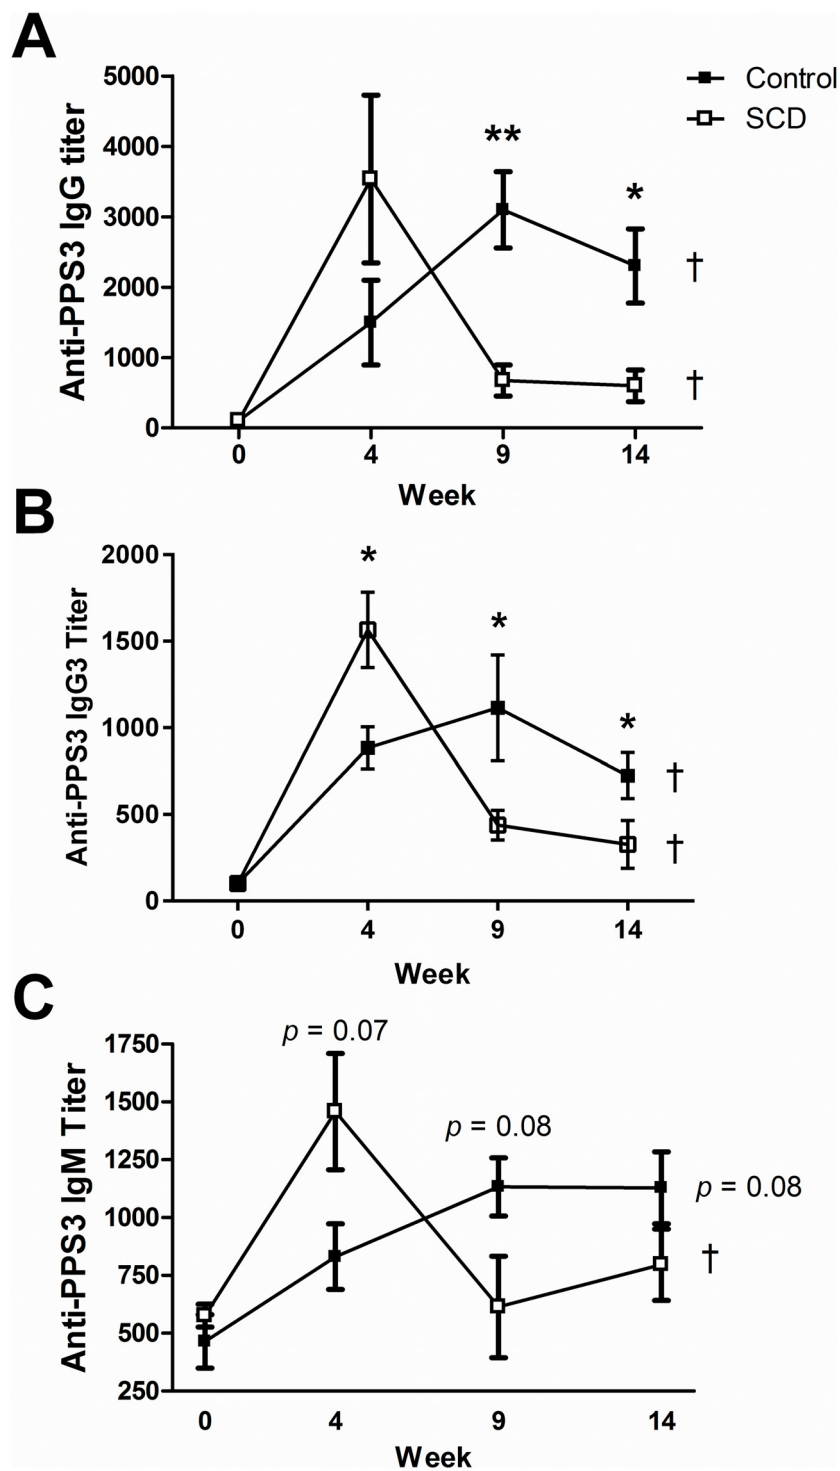 A
Control
SCD
Anti-PPS3 IgG titer
5000
4000
3000
2000
1000
0
**
*
†
†
0 4 9 14
Week
B
Anti-PPS3 IgG3 Titer
2000
1500
1000
500
0
*
*
*
†
†
0 4 9 14
Week
C
Anti-PPS3 IgM Titer
1750
1500
1250
1000
750
500
250
p = 0.07
p = 0.08
p = 0.08
†
0 4 9 14
Week